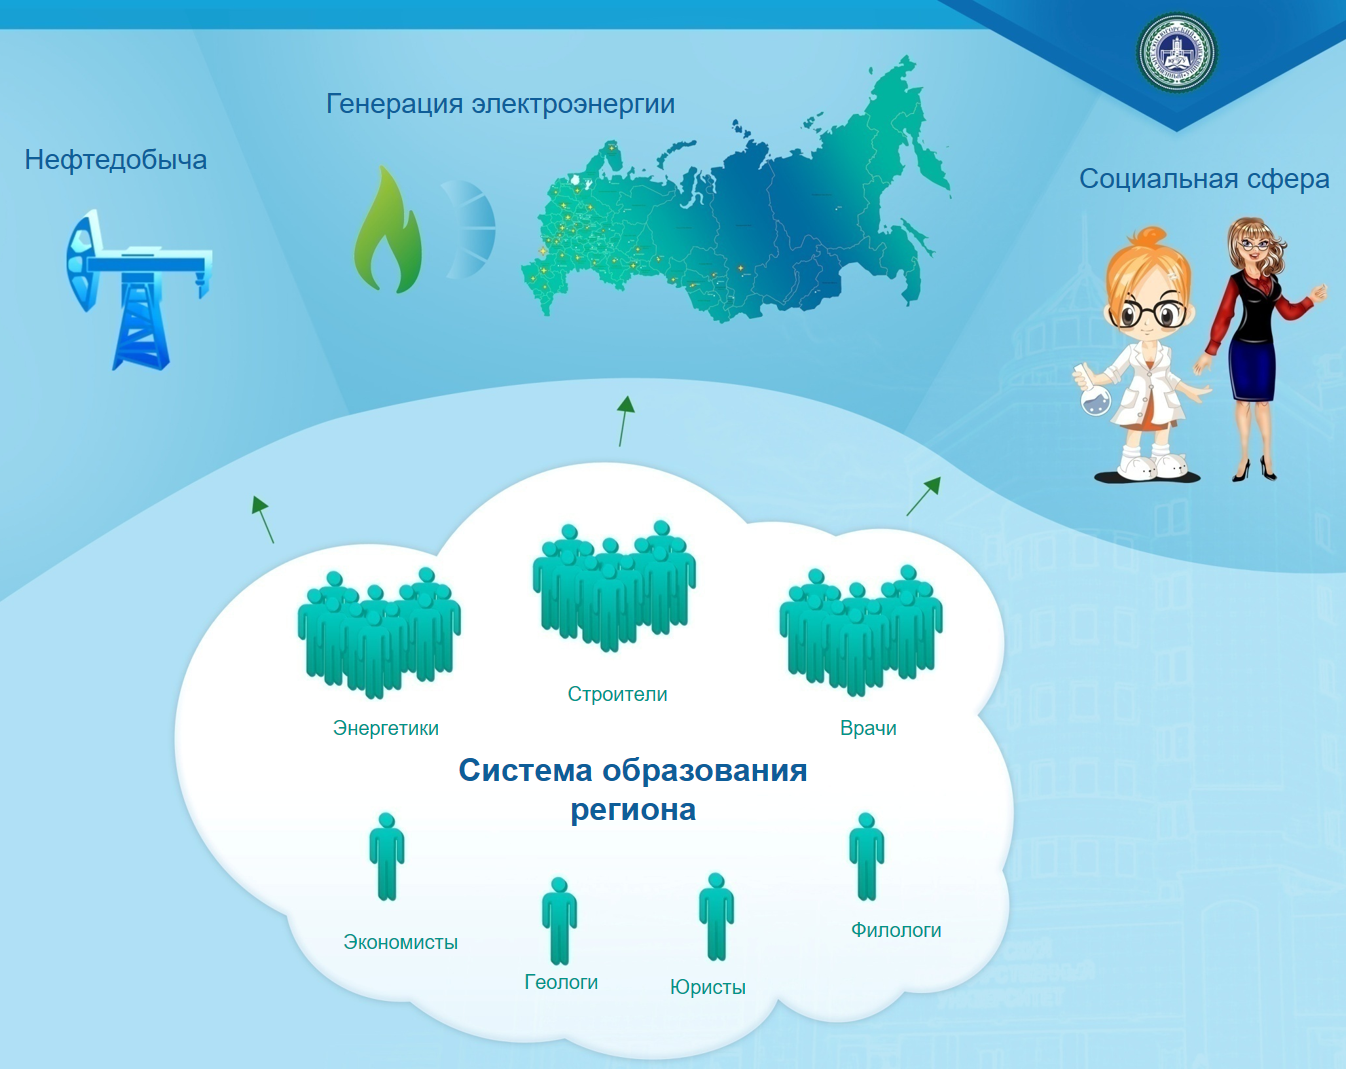 Генерация электроэнергии
Нефтедобыча
Социальная сфера
Строители
Энергетики
Врачи
Система образования
региона
Экономисты
Филологи
Геологи
Юристы